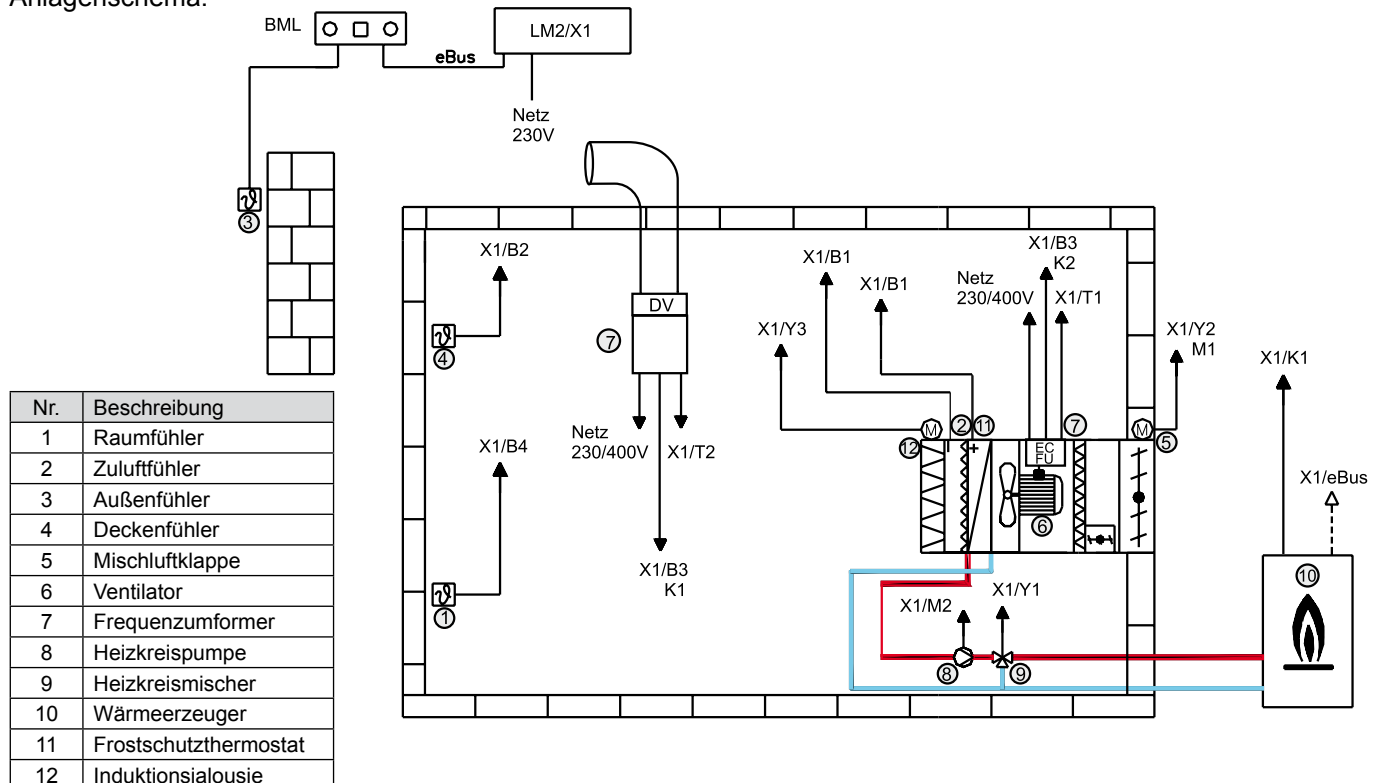 Anlagenschema:
BML
LM2/X1
eBus
Netz
230V
3
X1/B2
4
X1/B4
1
DV
7
Netz
230/400V
X1/T2
X1/B3
K1
X1/Y3
X1/B1
X1/B1
X1/B3
K2
Netz
230/400V
X1/T1
X1/Y2
M1
M
12
2
11
+
EC
FU
7
6
M
5
X1/K1
X1/eBus
10
X1/M2
X1/Y1
8
9
Nr. Beschreibung
1 Raumfühler
2 Zuluftfühler
3 Außenfühler
4 Deckenfühler
5 Mischluftklappe
6 Ventilator
7 Frequenzumformer
8 Heizkreispumpe
9 Heizkreismischer
10 Wärmeerzeuger
11 Frostschutzthermostat
12 Induktionsjalousie